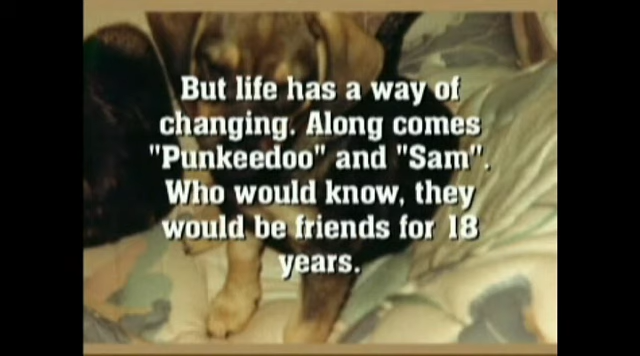 But life has a way of
changing. Along comes
"Punkeedoo" and "Sam".
Who would know, they
would be friends for 18
years.